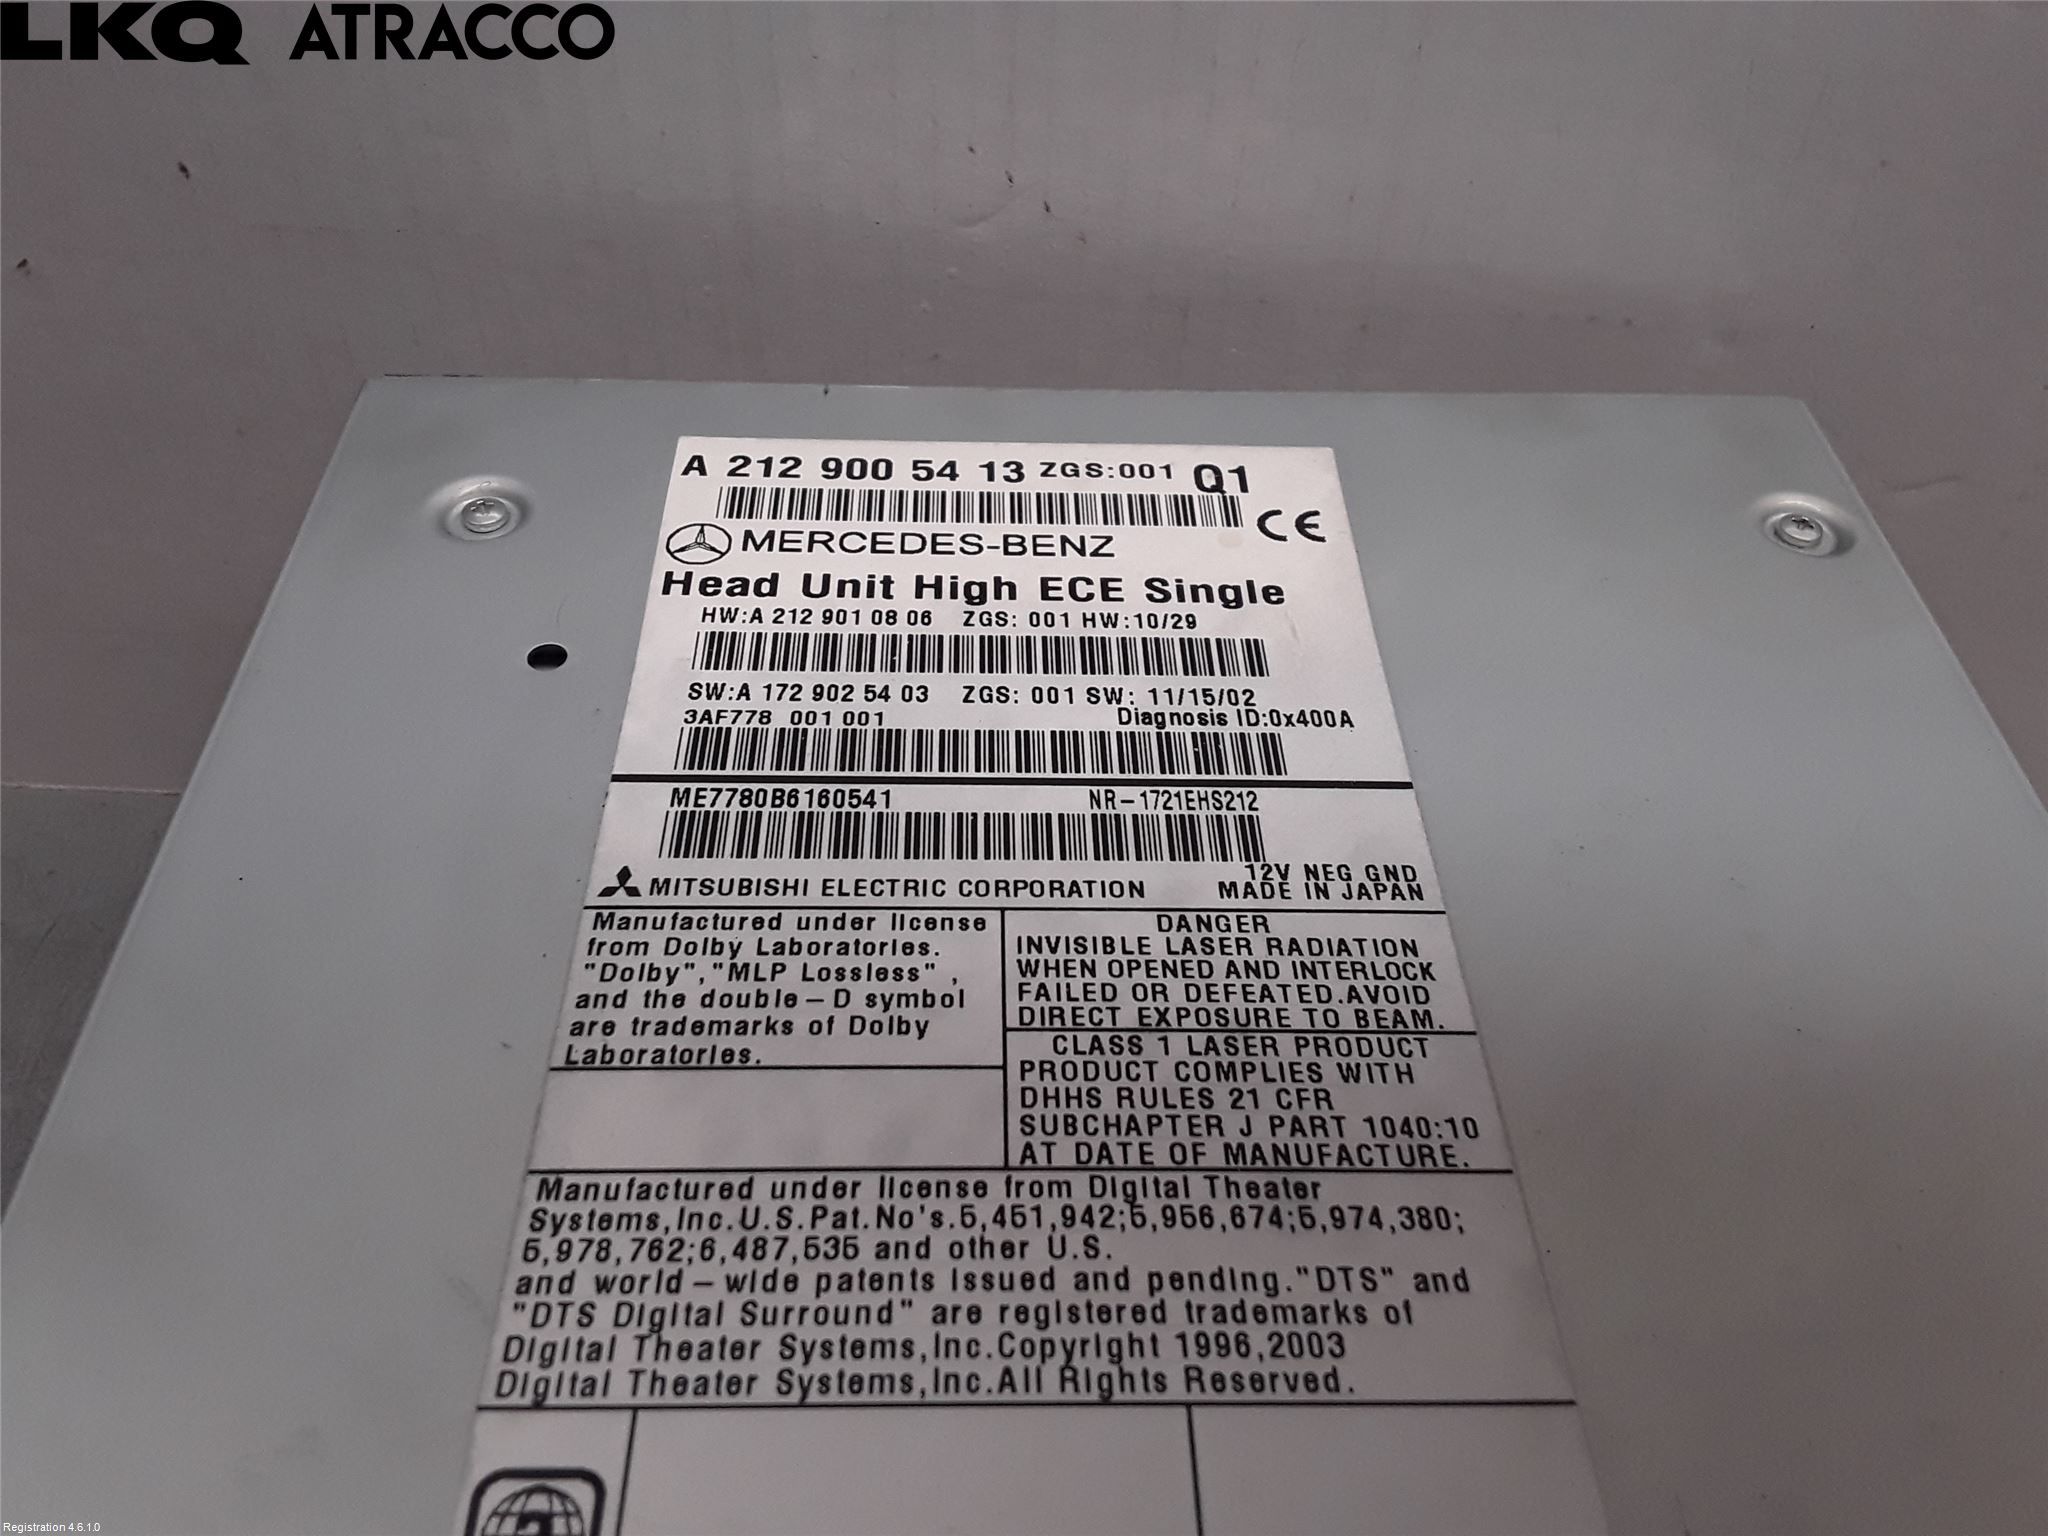 LKQ ATRACCO
A 212 900 54 13 ZGS:001 Q1
CE
MERCEDES-BENZ
Head Unit High ECE Single
HW:A 212 901 08 06 ZGS: 001 HW:10/29
SW:A 172 902 54 03 ZGS: 001 SW: 11/15/02
3AF778 001 001 Diagnosis ID:0x400A
ME7780B6160541 NR-1721EHS212
12V NEG GND
MITSUBISHI ELECTRIC CORPORATION MADE IN JAPAN
Manufactured under license
from Dolby Laboratories.
"Dolby","MLP Lossless",
and the double-D symbol
are trademarks of Dolby
Laboratories.
DANGER
INVISIBLE LASER RADIATION
WHEN OPENED AND INTERLOCK
FAILED OR DEFEATED.AVOID
DIRECT EXPOSURE TO BEAM.
CLASS 1 LASER PRODUCT
PRODUCT COMPLIES WITH
DHHS RULES 21 CFR
SUBCHAPTER J PART 1040:10
AT DATE OF MANUFACTURE.
Manufactured under license from Digital Theater
Systems,Inc.U.S.Pat.No's.5,451,942;5,956,674;5,974,380;
5,978,762;6,487,535 and other U.S.
and world-wide patents issued and pending."DTS" and
"DTS Digital Surround" are registered trademarks of
Digital Theater Systems,Inc.Copyright 1996,2003
Digital Theater Systems,Inc.All Rights Reserved.
Registration 4.6.1.0